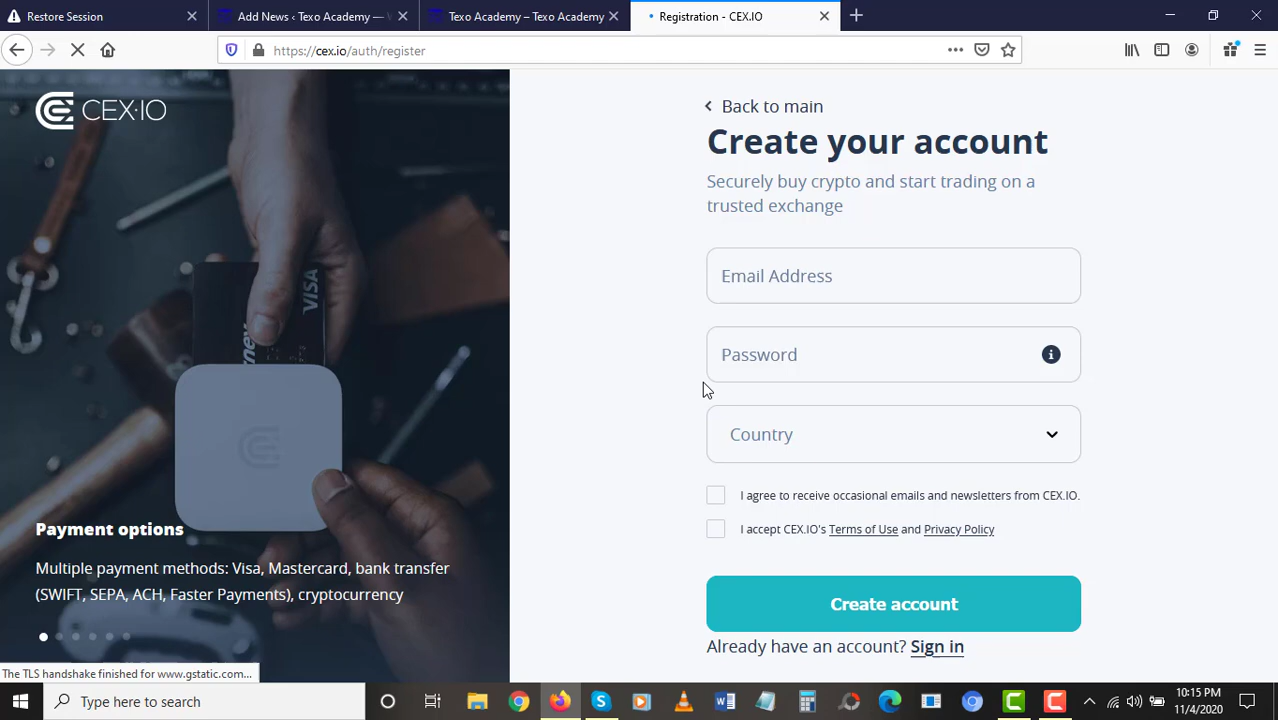 Restore Session
Add News ‹ Texo Academy — W
Texo Academy – Texo Academy
Registration - CEX.IO
https://cex.io/auth/register
CEX·IO
VISA
Payment options
Multiple payment methods: Visa, Mastercard, bank transfer
(SWIFT, SEPA, ACH, Faster Payments), cryptocurrency
Back to main
Create your account
Securely buy crypto and start trading on a
trusted exchange
Email Address
Password
Country
I agree to receive occasional emails and newsletters from CEX.IO.
I accept CEX.IO's Terms of Use and Privacy Policy
Create account
Already have an account? Sign in
The TLS handshake finished for www.gstatic.com...
Type here to search
10:15 PM
11/4/2020